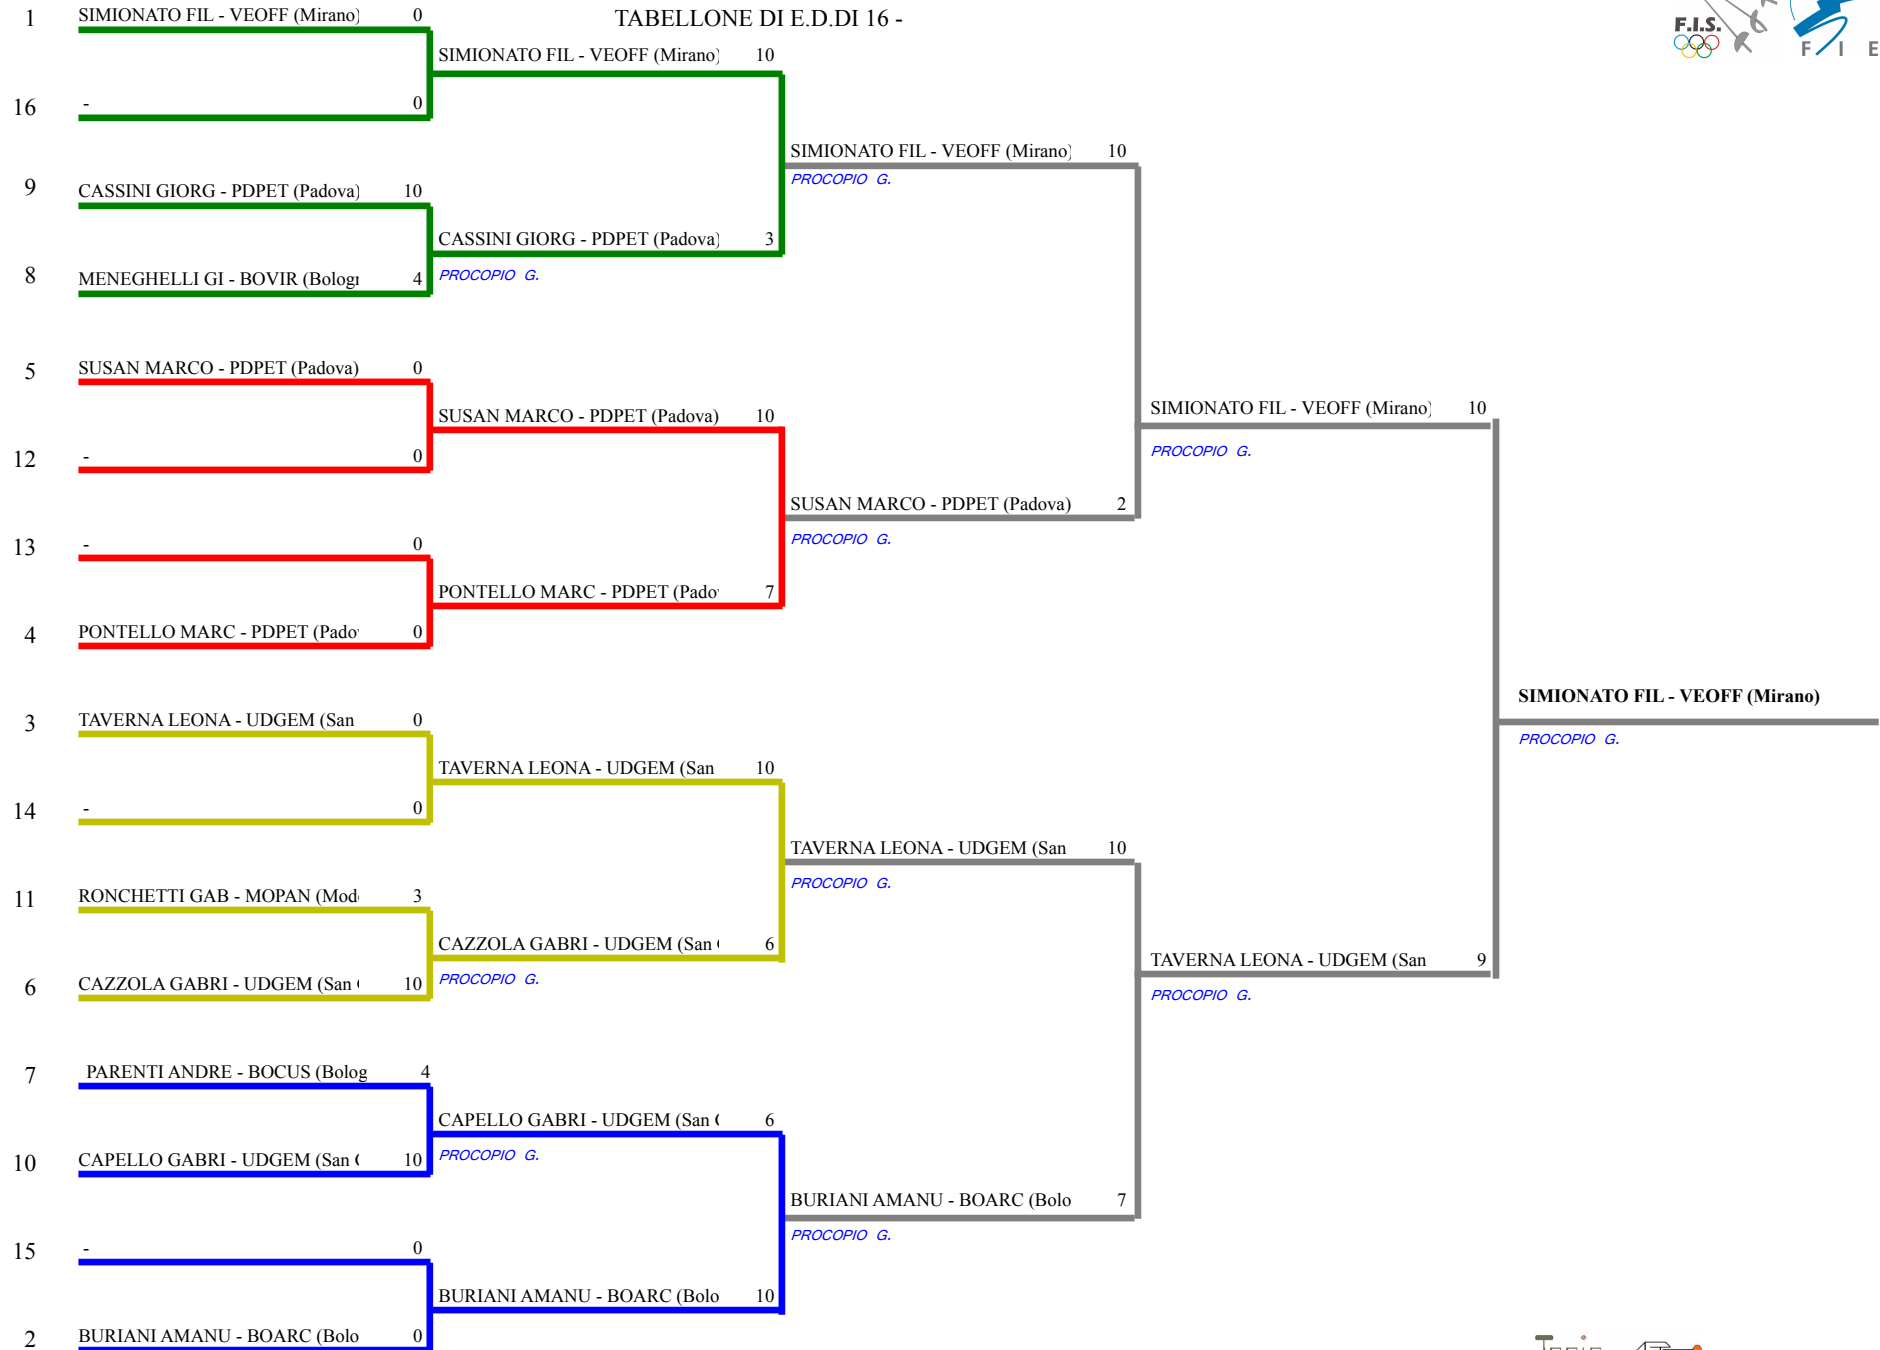 TABELLONE DI E.D.DI 16 -
F.I.S.
F I E
1 SIMIONATO FIL - VEOFF (Mirano) 0
SIMIONATO FIL - VEOFF (Mirano) 10
16 - 0
SIMIONATO FIL - VEOFF (Mirano) 10
PROCOPIO G.
9 CASSINI GIORG - PDPET (Padova) 10
CASSINI GIORG - PDPET (Padova) 3
PROCOPIO G.
8 MENEGHELLI GI - BOVIR (Bologn 4
5 SUSAN MARCO - PDPET (Padova) 0
SUSAN MARCO - PDPET (Padova) 10
SIMIONATO FIL - VEOFF (Mirano) 10
PROCOPIO G.
12 - 0
SUSAN MARCO - PDPET (Padova) 2
PROCOPIO G.
13 - 0
PONTELLO MARC - PDPET (Pado 7
4 PONTELLO MARC - PDPET (Pado 0
SIMIONATO FIL - VEOFF (Mirano)
PROCOPIO G.
3 TAVERNA LEONA - UDGEM (San 0
TAVERNA LEONA - UDGEM (San 10
14 - 0
TAVERNA LEONA - UDGEM (San 10
PROCOPIO G.
11 RONCHETTI GAB - MOPAN (Mod 3
CAZZOLA GABRI - UDGEM (San 6
PROCOPIO G.
TAVERNA LEONA - UDGEM (San 9
PROCOPIO G.
6 CAZZOLA GABRI - UDGEM (San 10
7 PARENTI ANDRE - BOCUS (Bolog 4
CAPELLO GABRI - UDGEM (San 6
PROCOPIO G.
10 CAPELLO GABRI - UDGEM (San 10
BURIANI AMANU - BOARC (Bolo 7
PROCOPIO G.
15 - 0
BURIANI AMANU - BOARC (Bolo 10
2 BURIANI AMANU - BOARC (Bolo 0